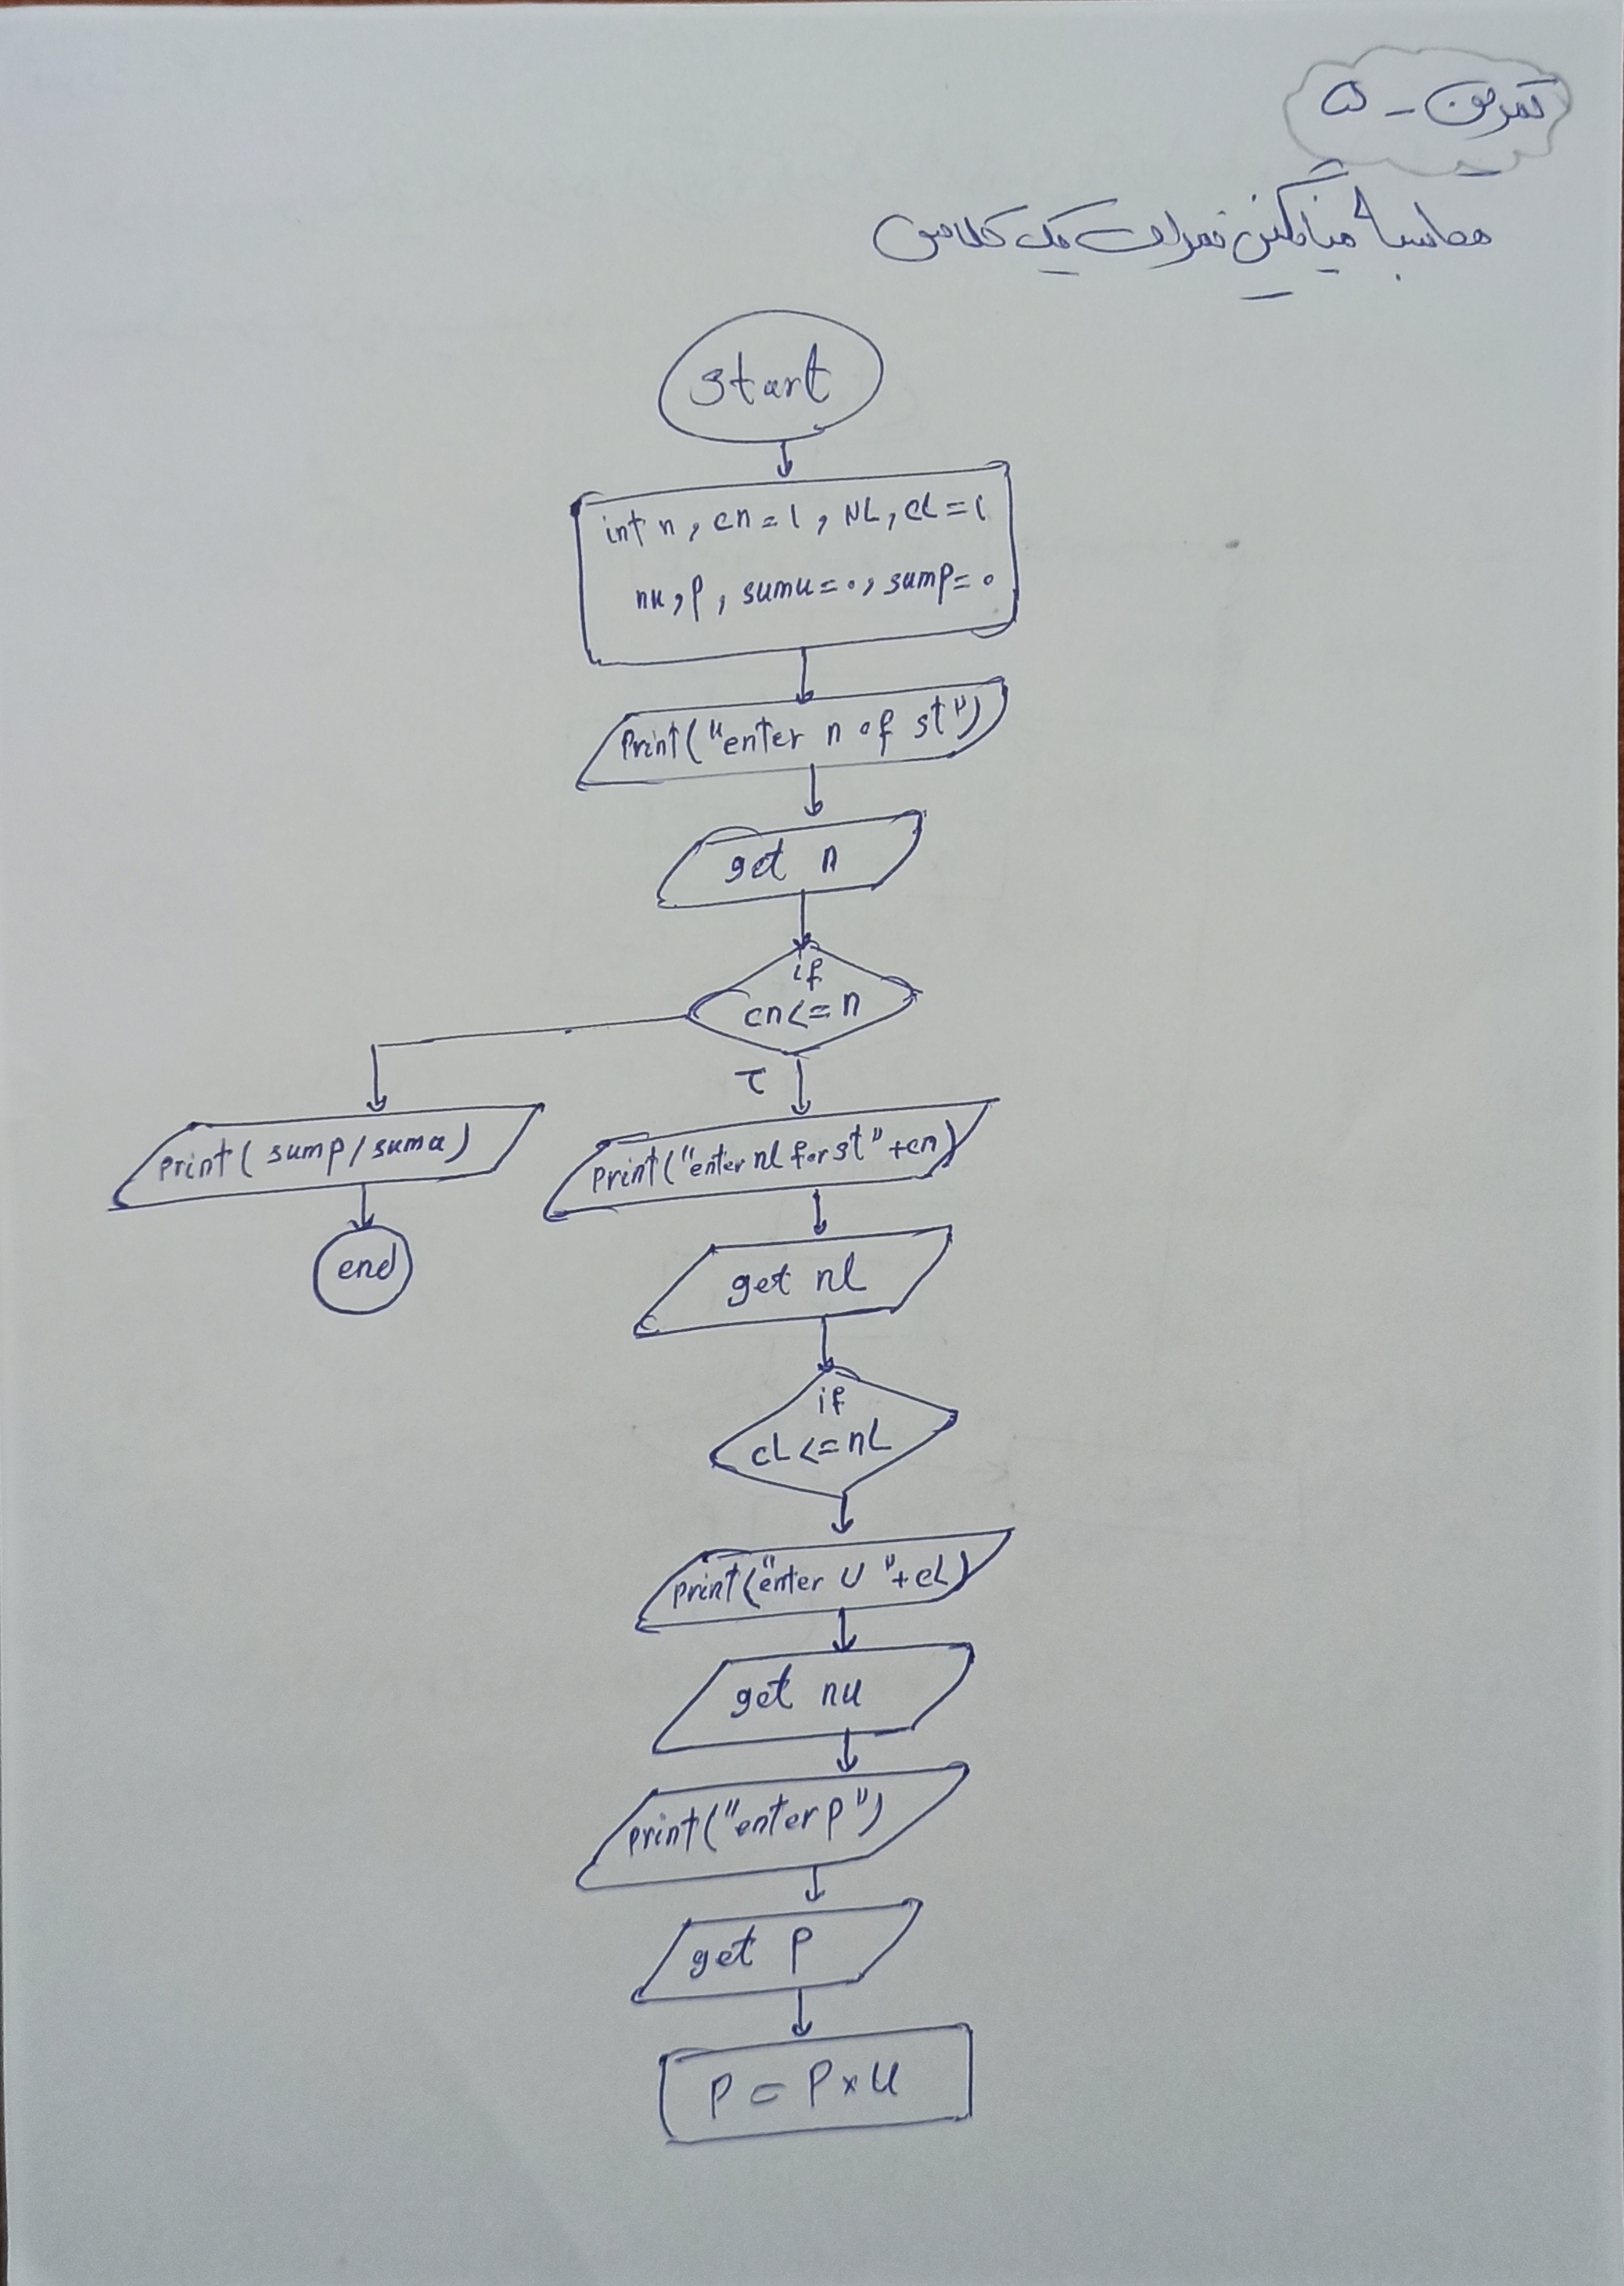 تمرین - ۵
محاسبهٔ میانگین نمرات یک کلاس
start
int n, cn=1, NL, cL=1
nu, p, sumu=0, sump=0
print("enter n of st")
get n
if
cn<=n
T
print(sump/sumu)
print("enter nl for st"+cn)
end
get nl
if
cL<=nL
print("enter U"+cL)
get nu
print("enter p")
get p
P = P×U